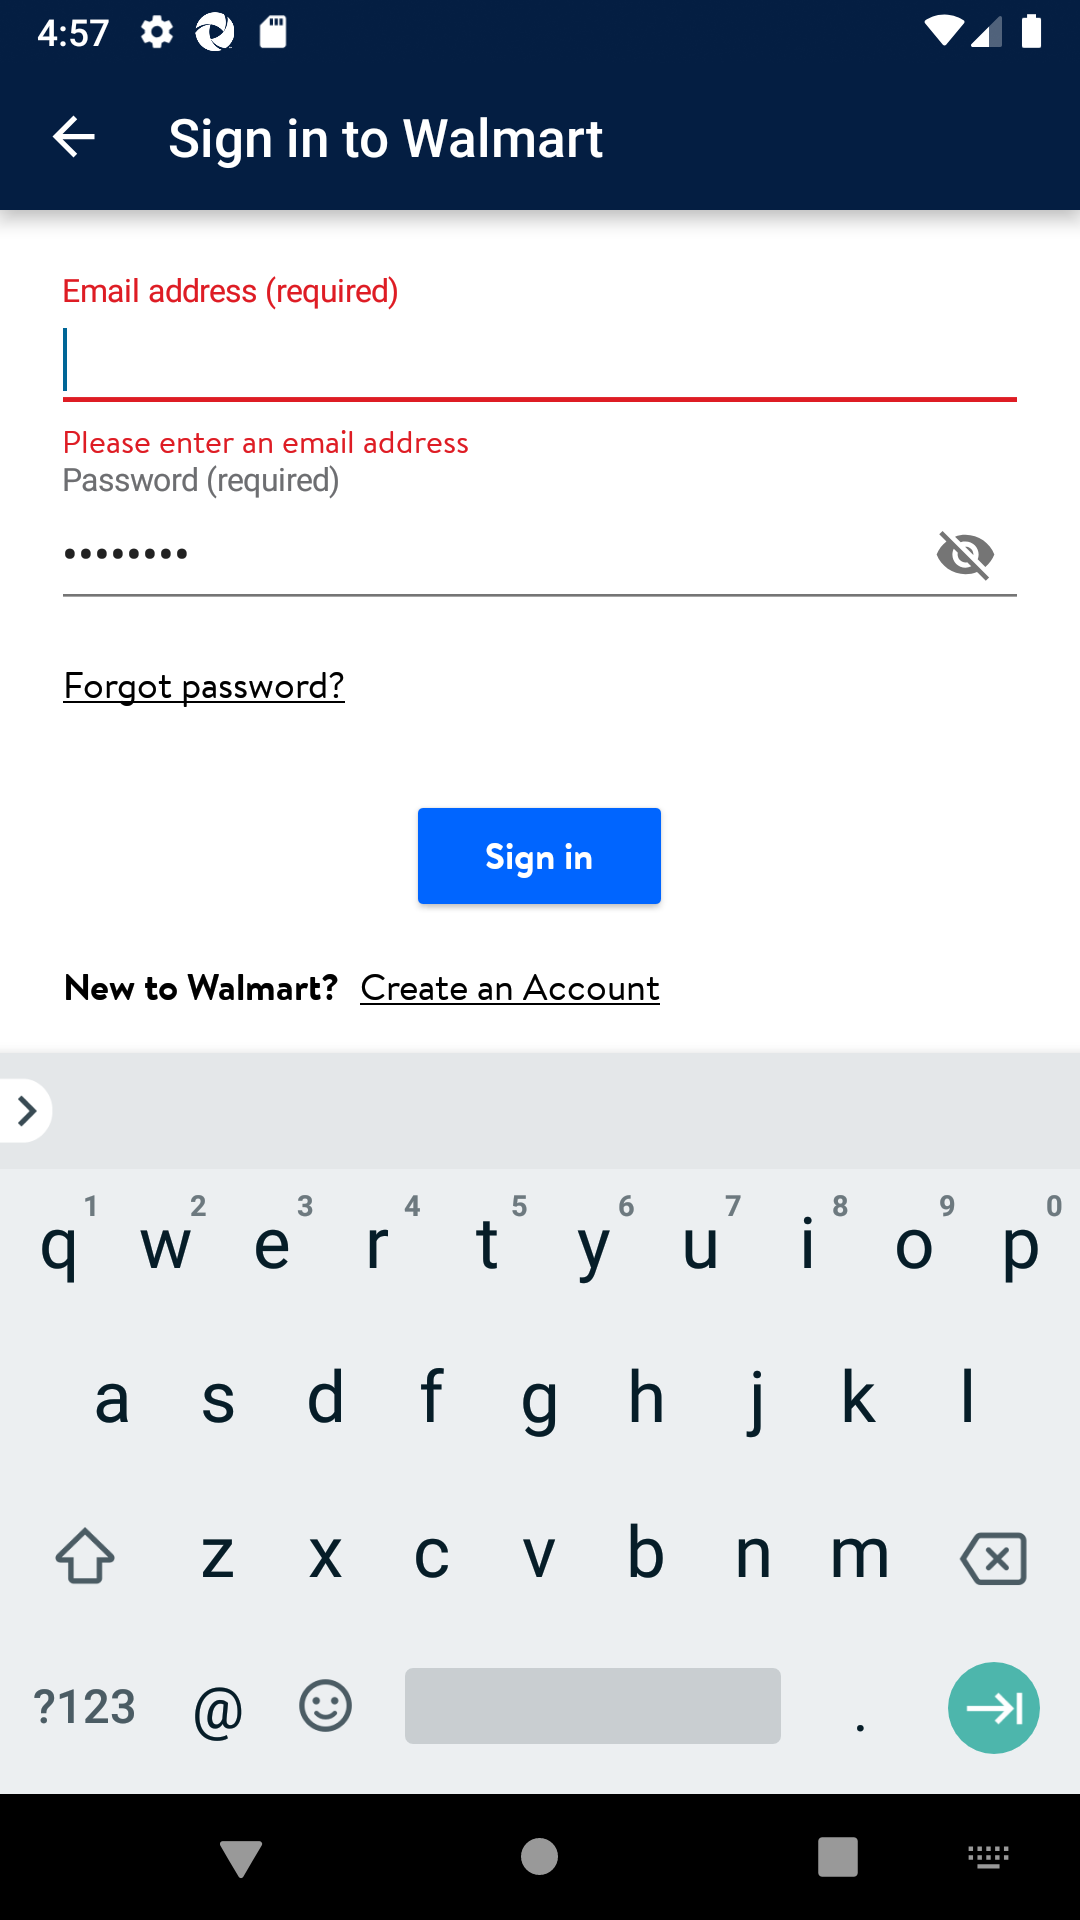 4:57
Sign in to Walmart
Email address (required)
Please enter an email address
Password (required)
••••••••
Forgot password?
Sign in
New to Walmart? Create an Account
1 2 3 4 5 6 7 8 9 0
q w e r t y u i o p
a s d f g h j k l
z x c v b n m
?123 @ .